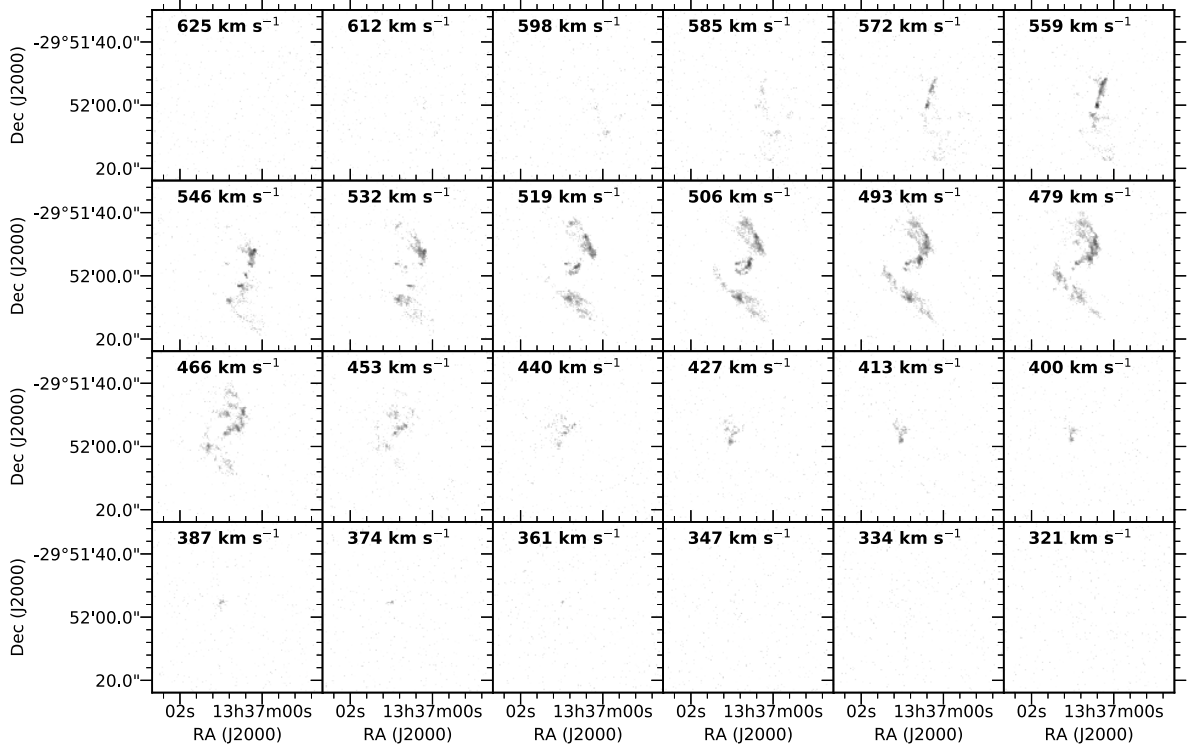 625 km s⁻¹ 612 km s⁻¹ 598 km s⁻¹ 585 km s⁻¹ 572 km s⁻¹ 559 km s⁻¹
-29°51'40.0"
Dec (J2000)
52'00.0"
20.0"
546 km s⁻¹ 532 km s⁻¹ 519 km s⁻¹ 506 km s⁻¹ 493 km s⁻¹ 479 km s⁻¹
-29°51'40.0"
Dec (J2000)
52'00.0"
20.0"
466 km s⁻¹ 453 km s⁻¹ 440 km s⁻¹ 427 km s⁻¹ 413 km s⁻¹ 400 km s⁻¹
-29°51'40.0"
Dec (J2000)
52'00.0"
20.0"
387 km s⁻¹ 374 km s⁻¹ 361 km s⁻¹ 347 km s⁻¹ 334 km s⁻¹ 321 km s⁻¹
-29°51'40.0"
Dec (J2000)
52'00.0"
20.0"
02s 13h37m00s 02s 13h37m00s 02s 13h37m00s 02s 13h37m00s 02s 13h37m00s 02s 13h37m00s
RA (J2000) RA (J2000) RA (J2000) RA (J2000) RA (J2000) RA (J2000)